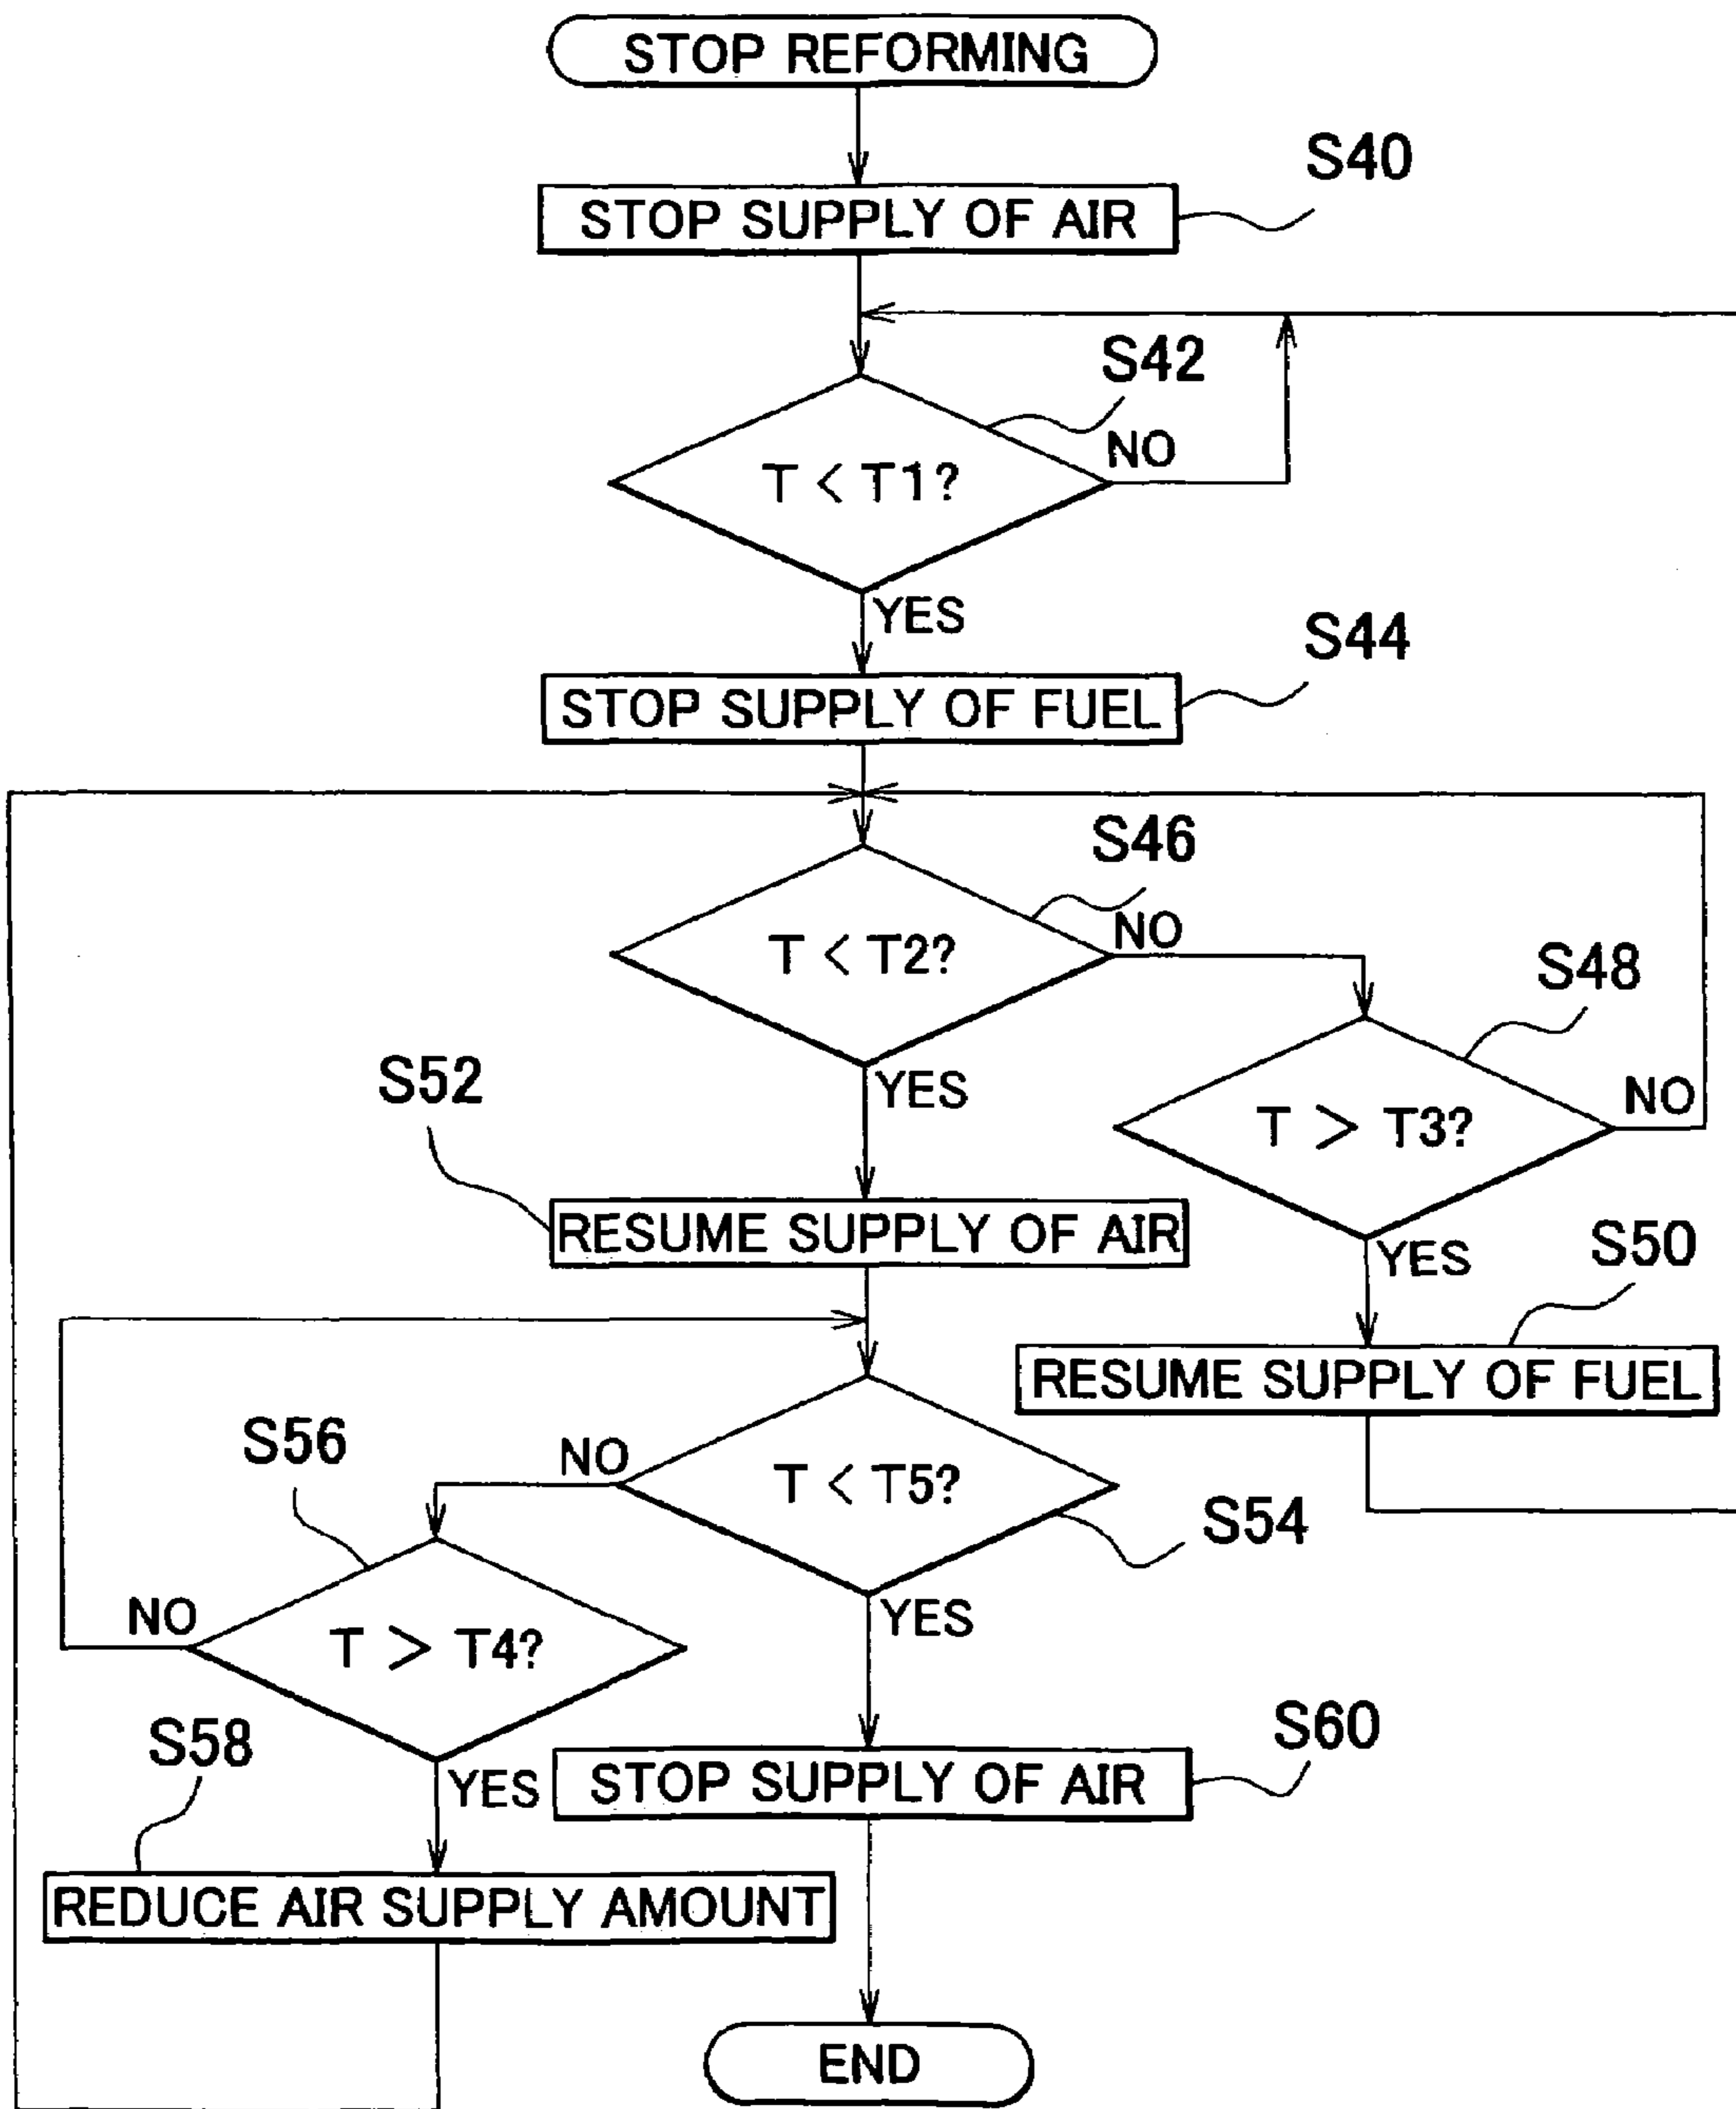 STOP REFORMING
S40
STOP SUPPLY OF AIR
S42
T < T1?
NO
YES
S44
STOP SUPPLY OF FUEL
S46
T < T2?
NO
YES
S48
T > T3?
NO
YES
S52
RESUME SUPPLY OF AIR
S50
RESUME SUPPLY OF FUEL
S54
T < T5?
NO
YES
S56
T > T4?
NO
YES
S58
REDUCE AIR SUPPLY AMOUNT
S60
STOP SUPPLY OF AIR
END